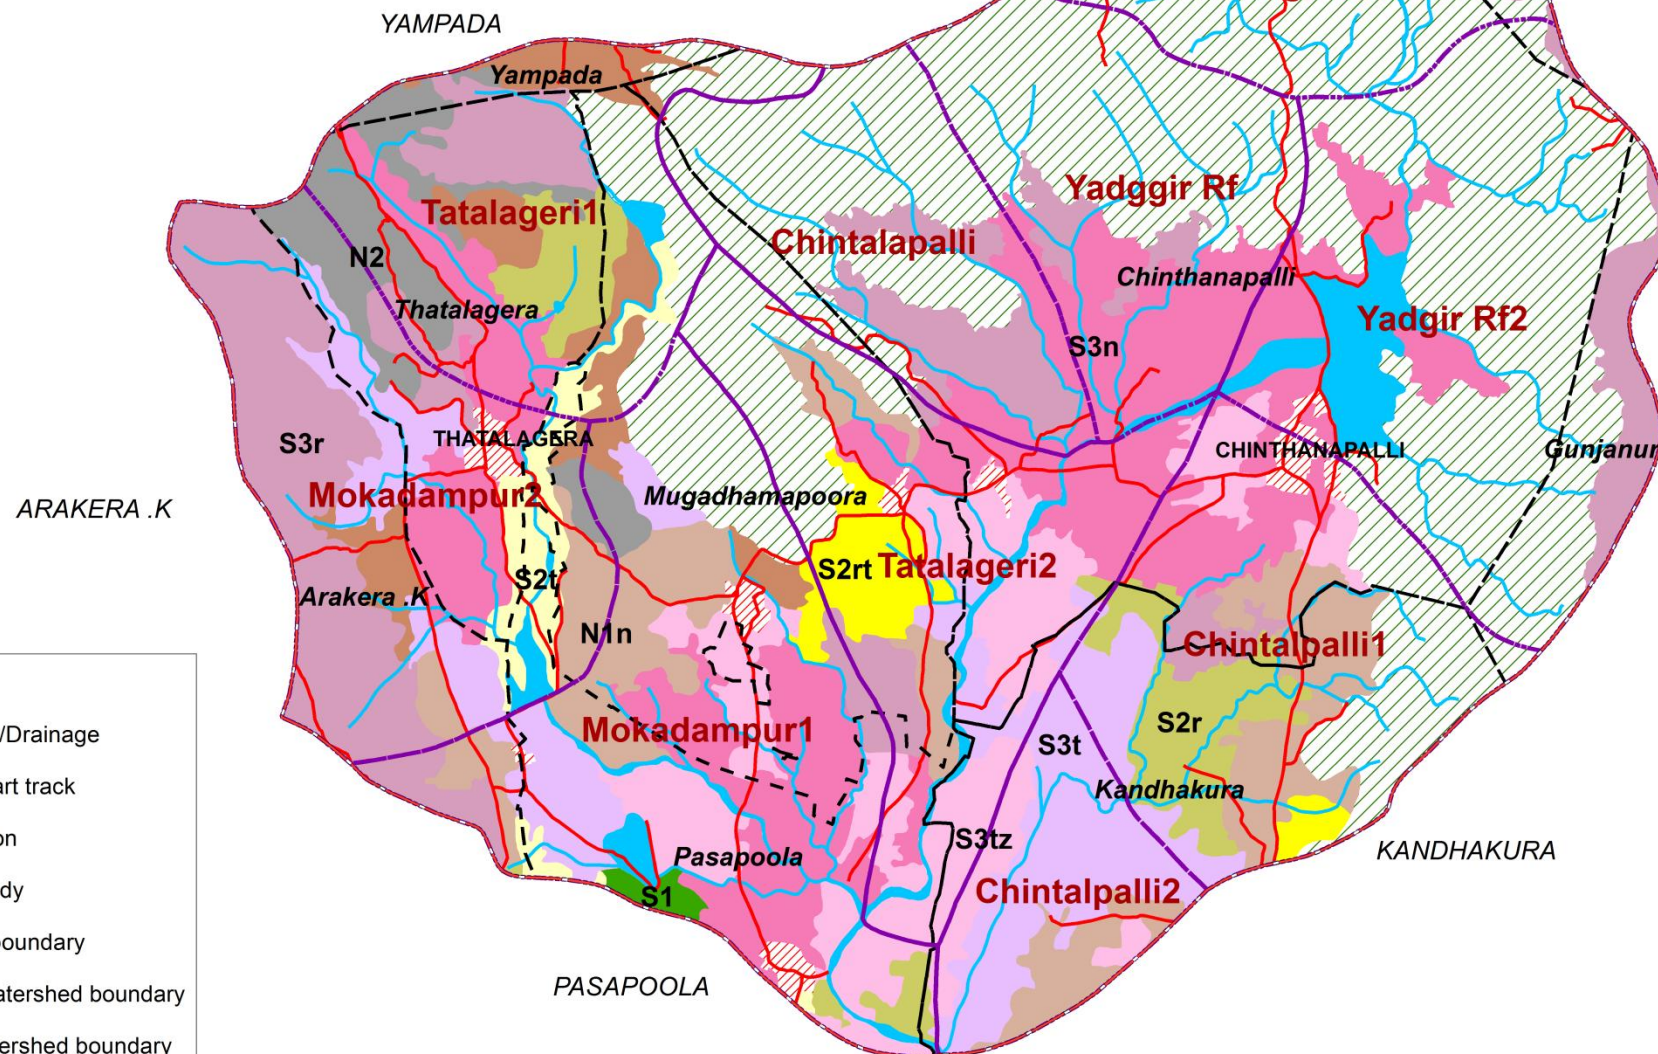 YAMPADA
Yampada
Yadggir Rf
Tatalageri1
Chintalapalli
N2
Chinthanapalli
Thatalagera
Yadgir Rf2
S3n
S3r
THATALAGERA
CHINTHANAPALLI
Gunjanur
Mokadampur2
Mugadhamapoora
ARAKERA .K
S2rt
Tatalageri2
S2t
Arakera .K
N1n
Chintalpalli1
Mokadampur1
S2r
/Drainage
S3t
art track
Kandhakura
on
S3tz
KANDHAKURA
Pasapoola
dy
S1
Chintalpalli2
oundary
PASAPOOLA
atershed boundary
ershed boundary